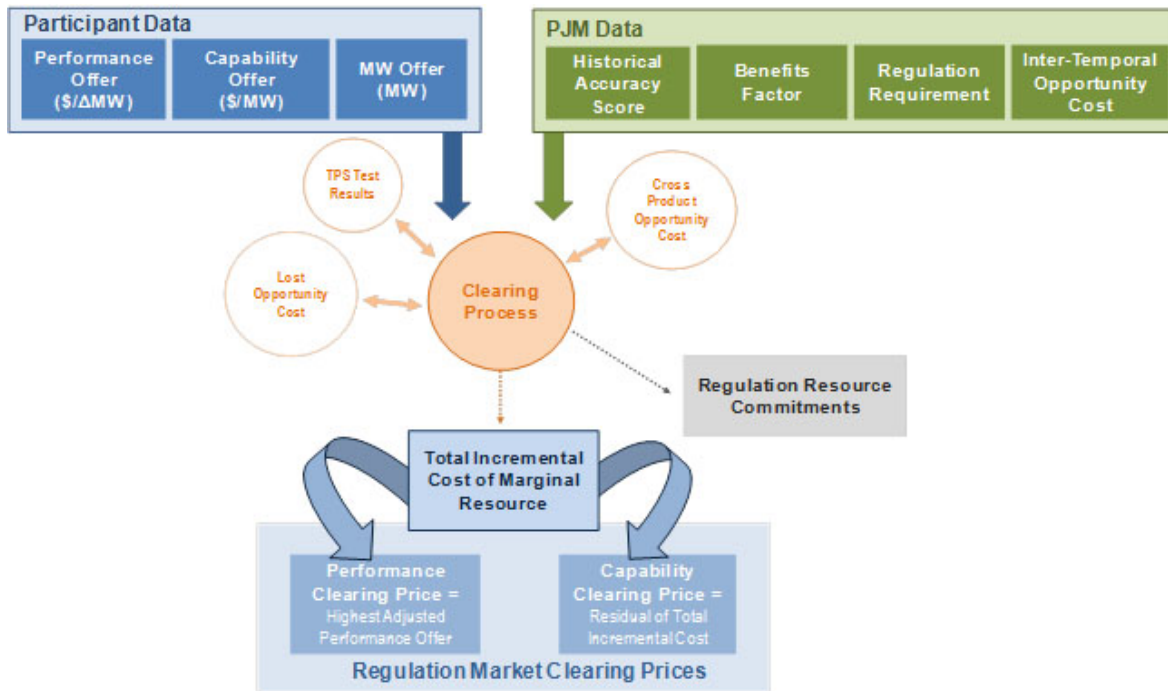 Participant Data
Performance
Offer
($/ΔMW)
Capability
Offer
($/MW)
MW Offer
(MW)
PJM Data
Historical
Accuracy
Score
Benefits
Factor
Regulation
Requirement
Inter-Temporal
Opportunity
Cost
TPS Test
Results
Cross
Product
Opportunity
Cost
Lost
Opportunity
Cost
Clearing
Process
Regulation Resource
Commitments
Total Incremental
Cost of Marginal
Resource
Performance
Clearing Price =
Highest Adjusted
Performance Offer
Capability
Clearing Price =
Residual of Total
Incremental Cost
Regulation Market Clearing Prices